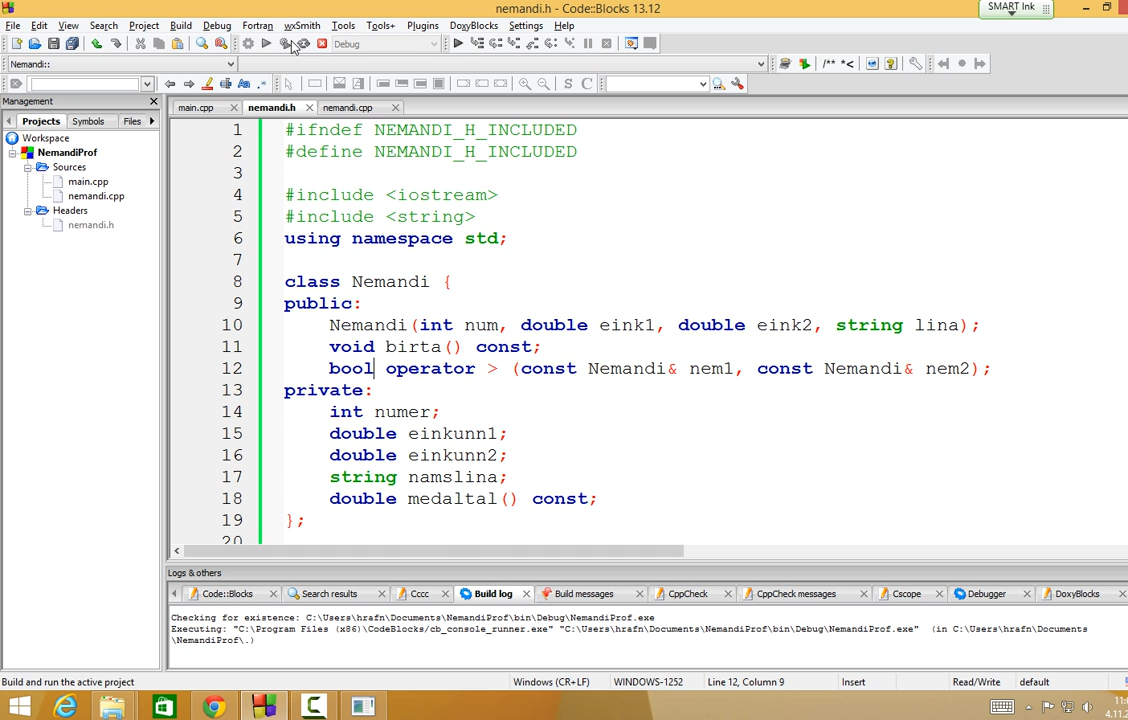 nemandi.h - Code::Blocks 13.12
SMART Ink
File Edit View Search Project Build Debug Fortran wxSmith Tools Tools+ Plugins DoxyBlocks Settings Help
Debug
Nemandi::
/** *<
Aa .*
S C
Management
main.cpp nemandi.h nemandi.cpp
Projects Symbols Files
Workspace
NemandiProf
Sources
main.cpp
nemandi.cpp
Headers
nemandi.h
1 #ifndef NEMANDI_H_INCLUDED
2 #define NEMANDI_H_INCLUDED
3
4 #include <iostream>
5 #include <string>
6 using namespace std;
7
8 class Nemandi {
9 public:
10 Nemandi(int num, double eink1, double eink2, string lina);
11 void birta() const;
12 bool operator > (const Nemandi& nem1, const Nemandi& nem2);
13 private:
14 int numer;
15 double einkunn1;
16 double einkunn2;
17 string namslina;
18 double medaltal() const;
19 };
20
Logs & others
Code::Blocks Search results Cccc Build log Build messages CppCheck CppCheck messages Cscope Debugger DoxyBlocks
Checking for existence: C:\Users\hrafn\Documents\NemandiProf\bin\Debug\NemandiProf.exe
Executing: "C:\Program Files (x86)\CodeBlocks/cb_console_runner.exe" "C:\Users\hrafn\Documents\NemandiProf\bin\Debug\NemandiProf.exe" (in C:\Users\hrafn\Documents
\NemandiProf\.)
Build and run the active project Windows (CR+LF) WINDOWS-1252 Line 12, Column 9 Insert Read/Write default